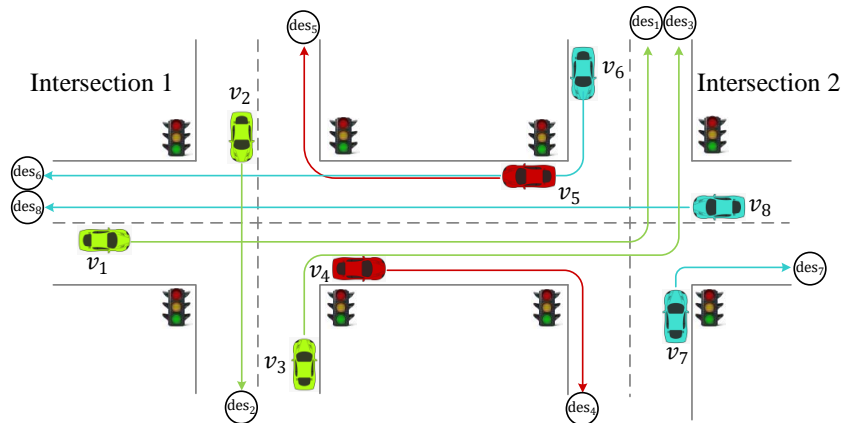 des₅
des₁
des₃
Intersection 1
v₂
v₆
Intersection 2
des₆
des₈
v₅
v₈
v₁
v₄
des₇
v₃
v₇
des₂
des₄